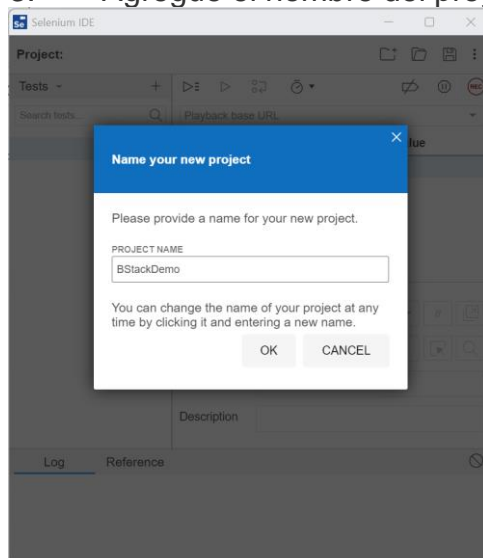 Agregue el nombre del pro
Selenium IDE
Project:
Tests
Search tests...
Playback base URL
lue
Name your new project
Please provide a name for your new project.
PROJECT NAME
BStackDemo
You can change the name of your project at any
time by clicking it and entering a new name.
OK CANCEL
Description
Log Reference